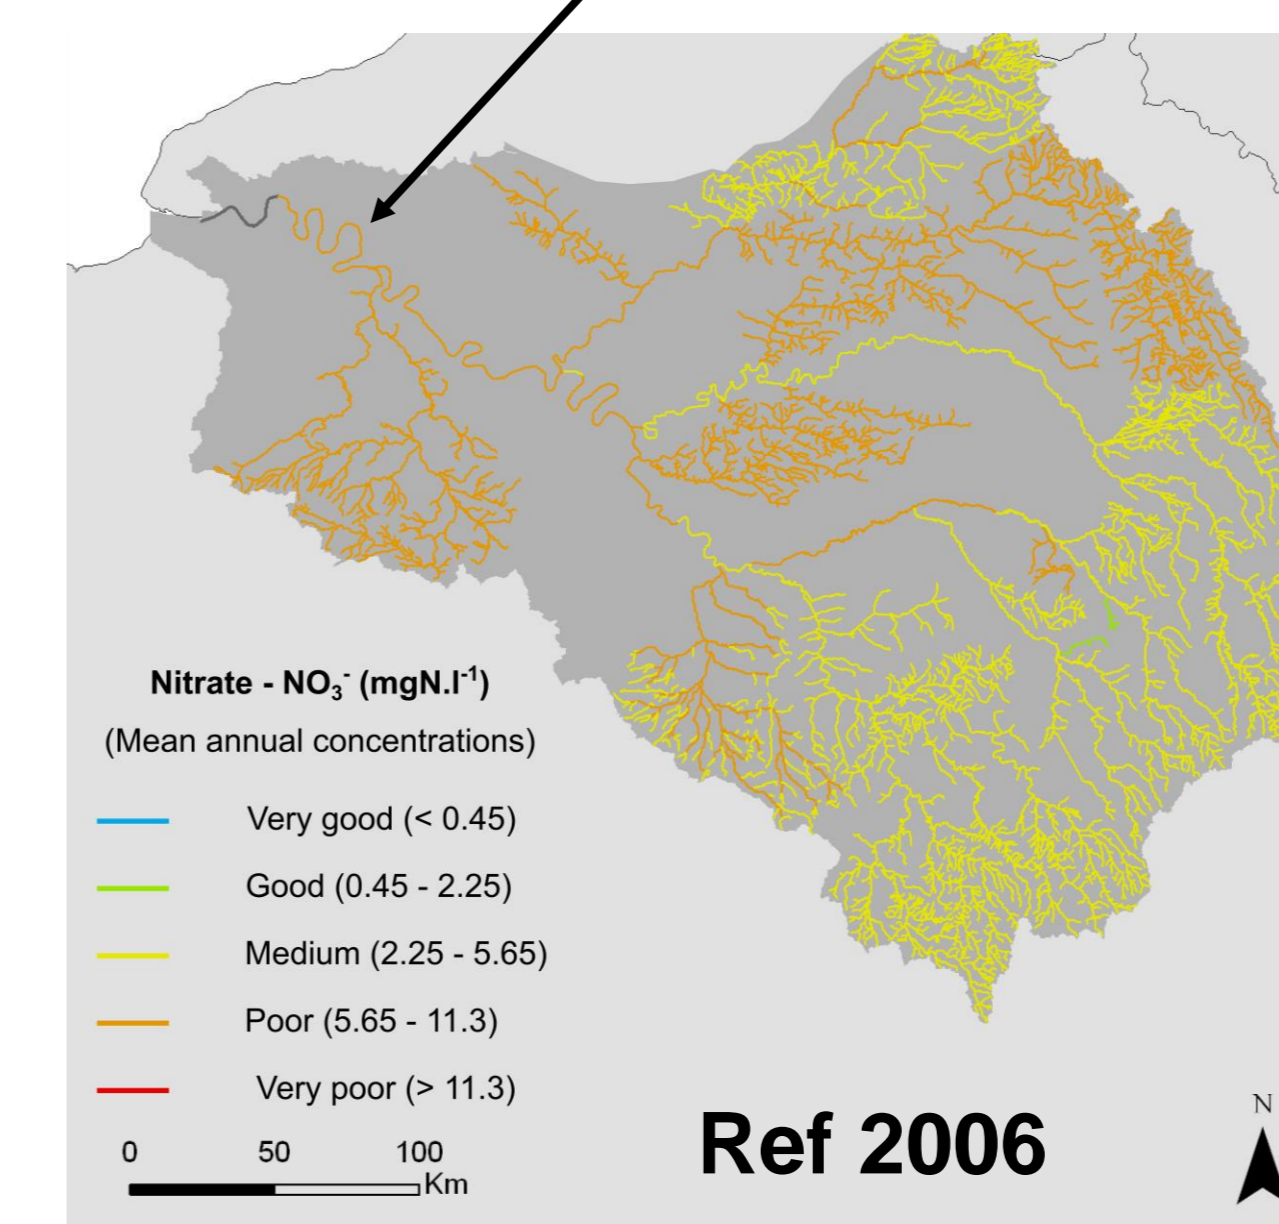 Nitrate - NO₃⁻ (mgN.l⁻¹)
(Mean annual concentrations)
Very good (< 0.45)
Good (0.45 - 2.25)
Medium (2.25 - 5.65)
Poor (5.65 - 11.3)
Very poor (> 11.3)
0 50 100
Km
Ref 2006
N